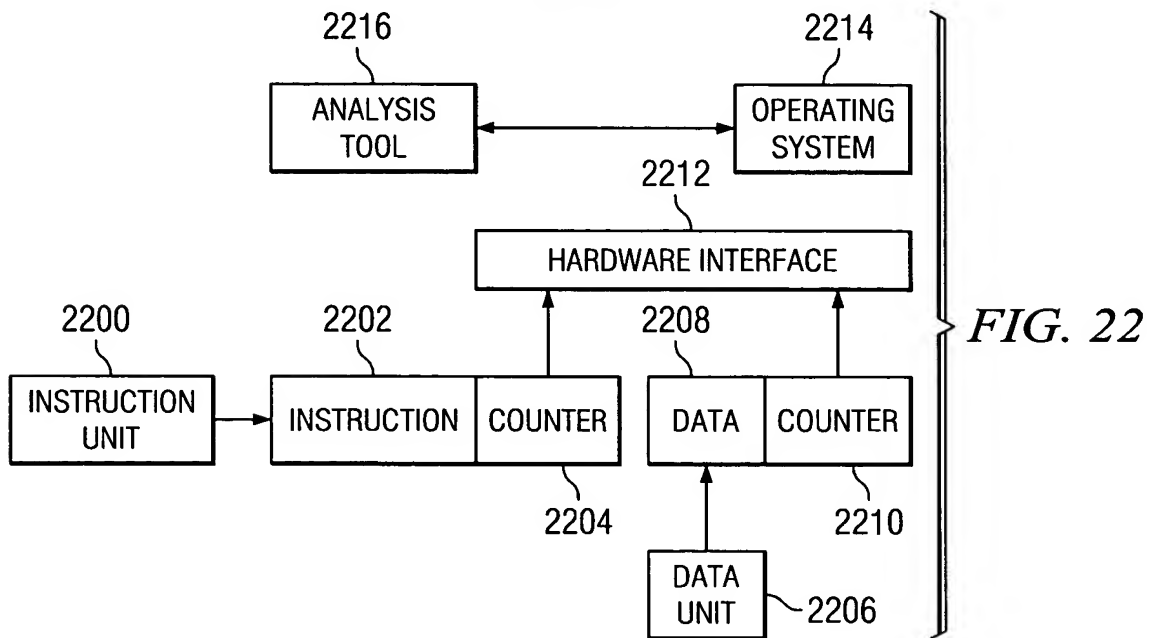 2216
2214
ANALYSIS
TOOL
OPERATING
SYSTEM
2212
HARDWARE INTERFACE
2200
2202
2208
FIG. 22
INSTRUCTION
UNIT
INSTRUCTION
COUNTER
DATA
COUNTER
2204
2210
DATA
UNIT
2206